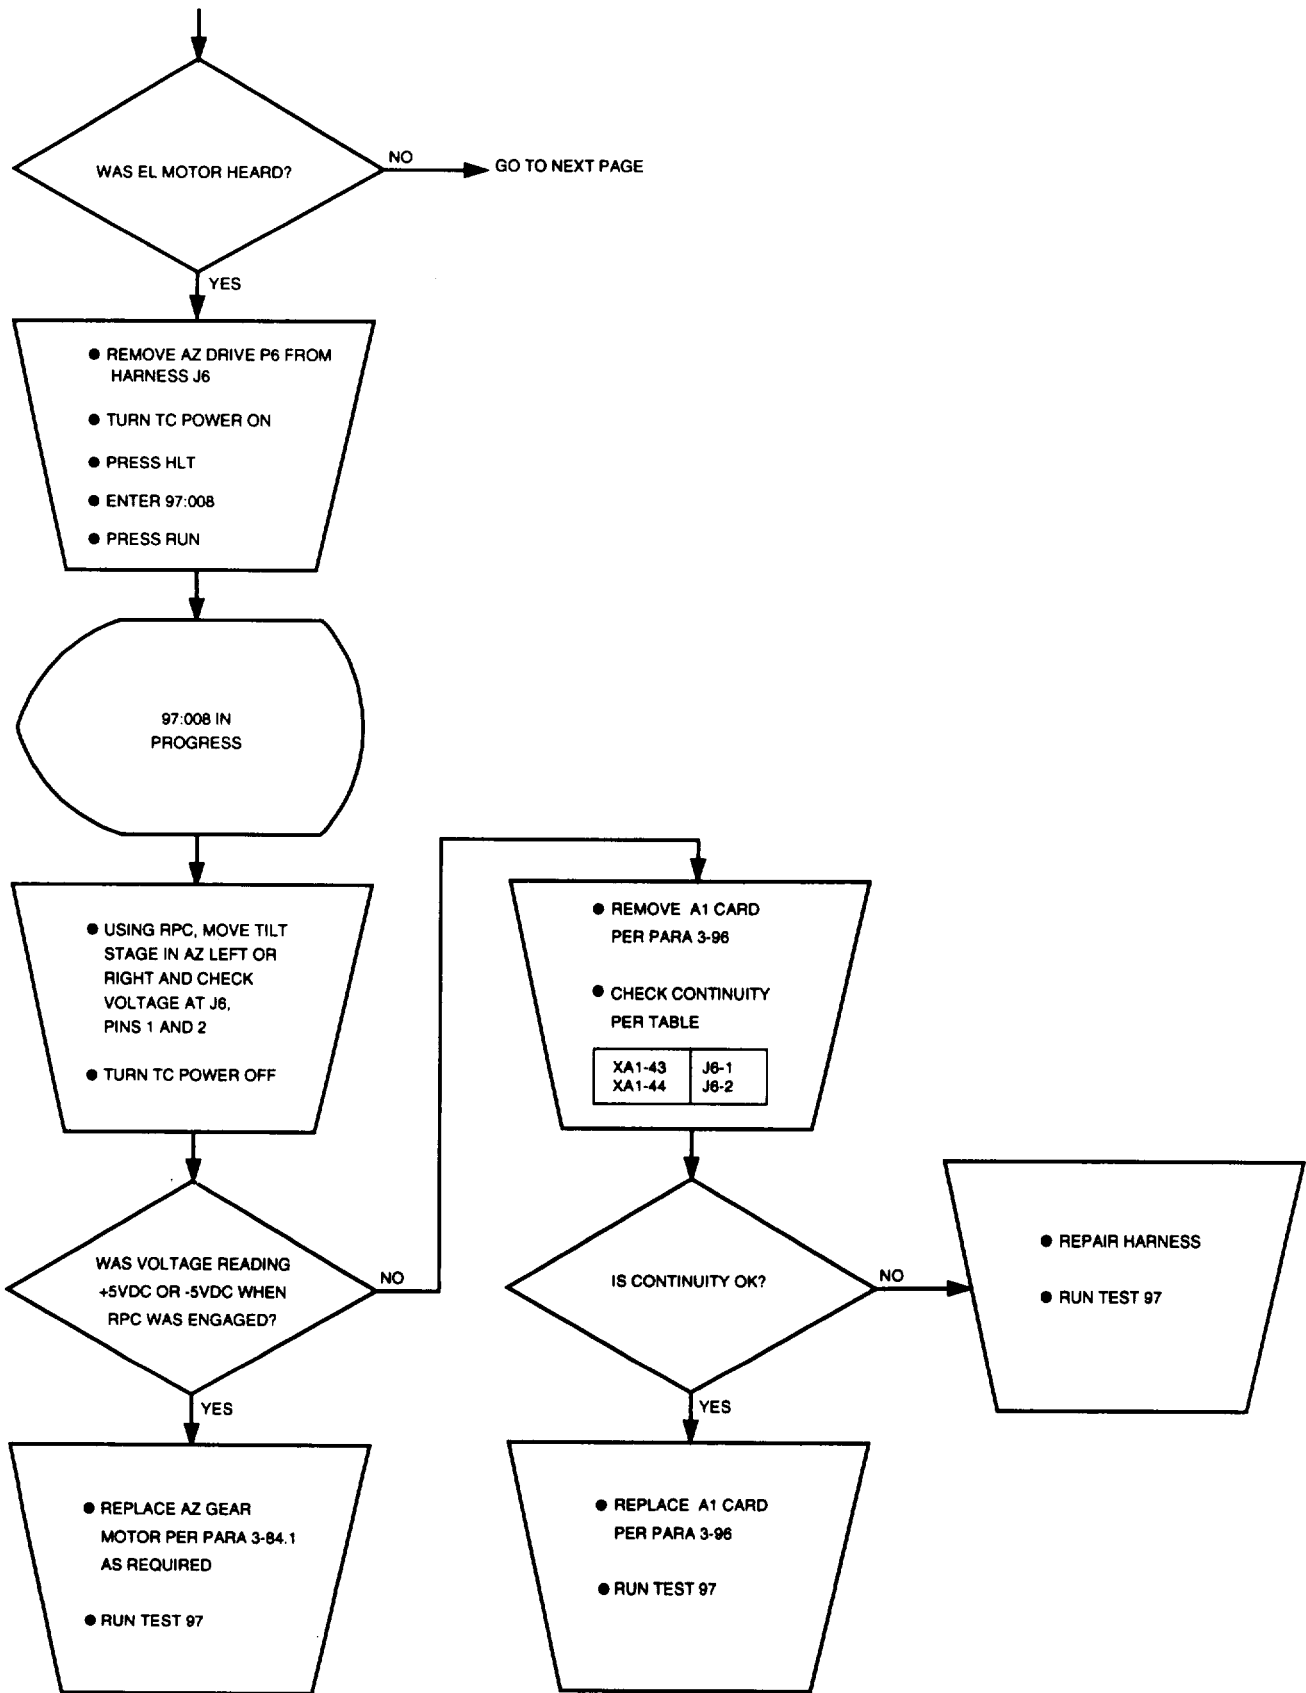 WAS EL MOTOR HEARD?
NO
GO TO NEXT PAGE
YES
● REMOVE AZ DRIVE P6 FROM
HARNESS J6
● TURN TC POWER ON
● PRESS HLT
● ENTER 97:008
● PRESS RUN
97:008 IN
PROGRESS
● USING RPC, MOVE TILT
STAGE IN AZ LEFT OR
RIGHT AND CHECK
VOLTAGE AT J6,
PINS 1 AND 2
● TURN TC POWER OFF
WAS VOLTAGE READING
+5VDC OR -5VDC WHEN
RPC WAS ENGAGED?
NO
YES
● REPLACE AZ GEAR
MOTOR PER PARA 3-84.1
AS REQUIRED
● RUN TEST 97
● REMOVE A1 CARD
PER PARA 3-96
● CHECK CONTINUITY
PER TABLE
XA1-43 J6-1
XA1-44 J6-2
IS CONTINUITY OK?
NO
YES
● REPLACE A1 CARD
PER PARA 3-96
● RUN TEST 97
● REPAIR HARNESS
● RUN TEST 97